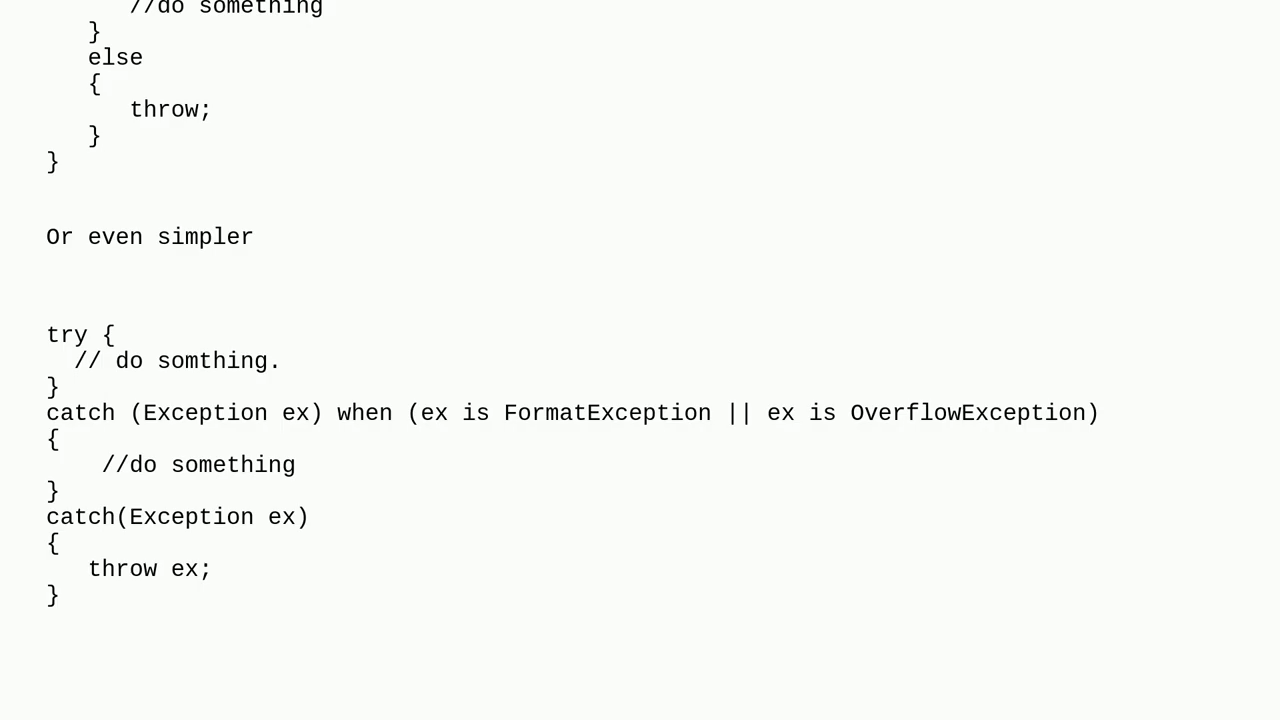 //do something
}
else
{
throw;
}
}
Or even simpler
try {
// do somthing.
}
catch (Exception ex) when (ex is FormatException || ex is OverflowException)
{
//do something
}
catch(Exception ex)
{
throw ex;
}